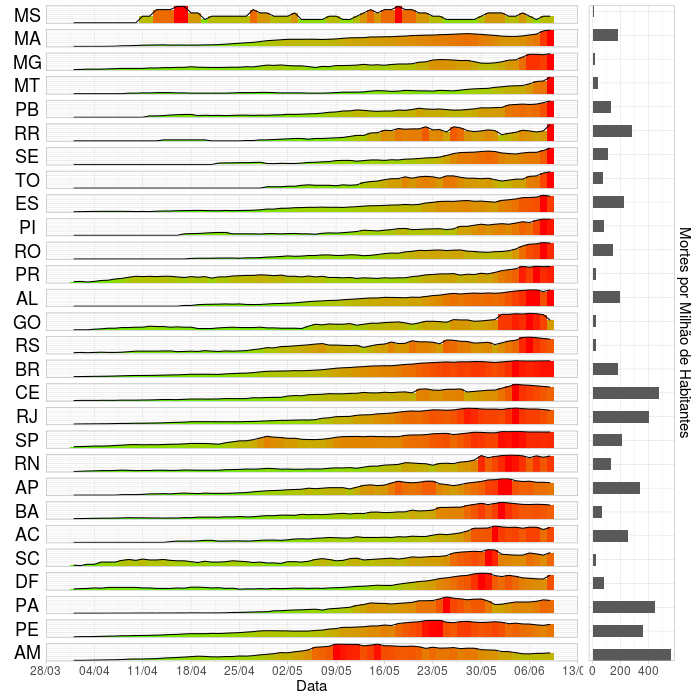 MS
MA
MG
MT
PB
RR
SE
TO
ES
PI
RO
PR
AL
GO
RS
BR
CE
RJ
SP
RN
AP
BA
AC
SC
DF
PA
PE
AM
28/03 04/04 11/04 18/04 25/04 02/05 09/05 16/05 23/05 30/05 06/06 13/0
Data
0 200 400
Mortes por Milhão de Habitantes